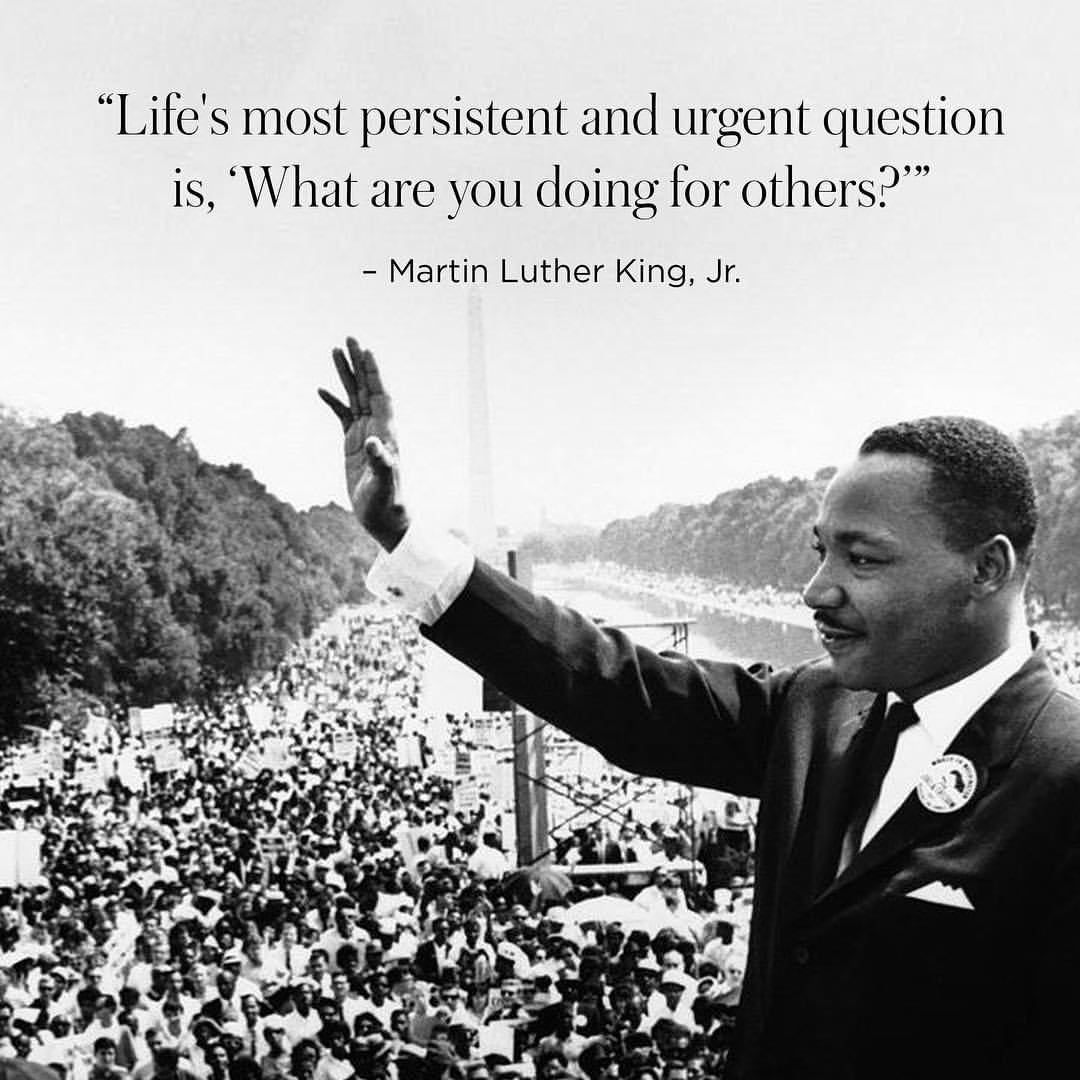 “Life's most persistent and urgent question
is, ‘What are you doing for others?’”
– Martin Luther King, Jr.